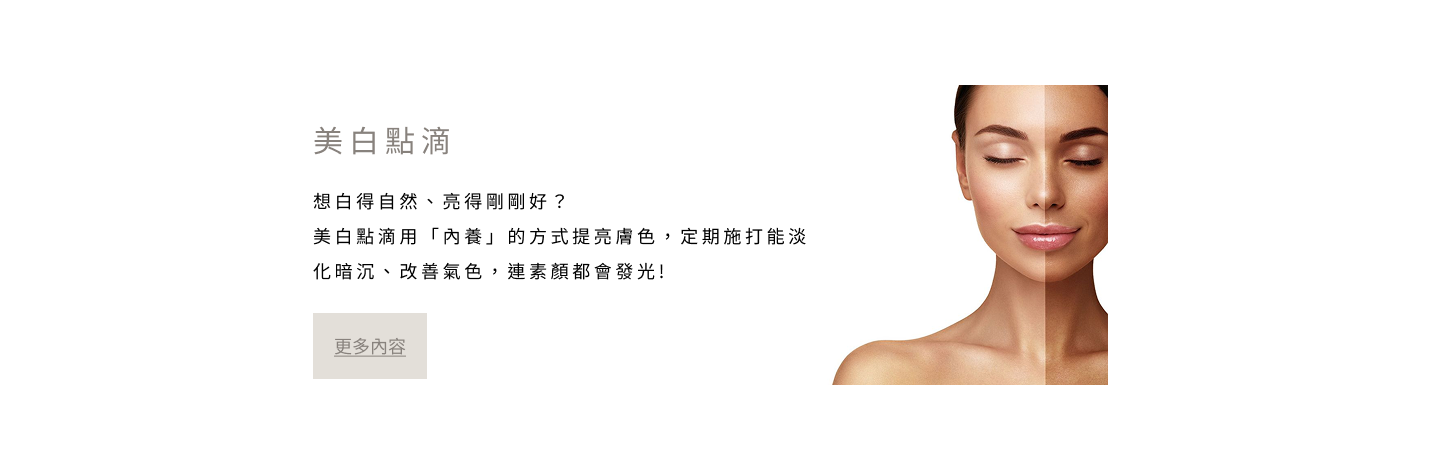 美白點滴
想白得自然、亮得剛剛好？
美白點滴用「內養」的方式提亮膚色，定期施打能淡
化暗沉、改善氣色，連素顏都會發光!
更多內容